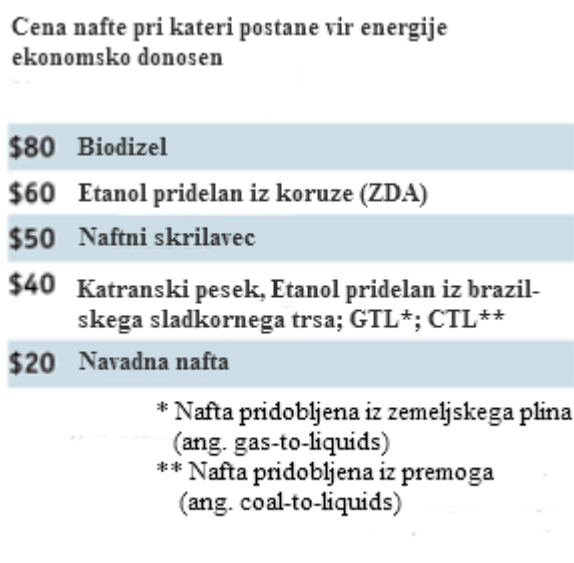 Cena nafte pri kateri postane vir energije
ekonomsko donosen
$80 Biodizel
$60 Etanol pridelan iz koruze (ZDA)
$50 Naftni skrilavec
$40 Katranski pesek, Etanol pridelan iz brazil-
skega sladkornega trsa; GTL*; CTL**
$20 Navadna nafta
* Nafta pridobljena iz zemeljskega plina
(ang. gas-to-liquids)
** Nafta pridobljena iz premoga
(ang. coal-to-liquids)